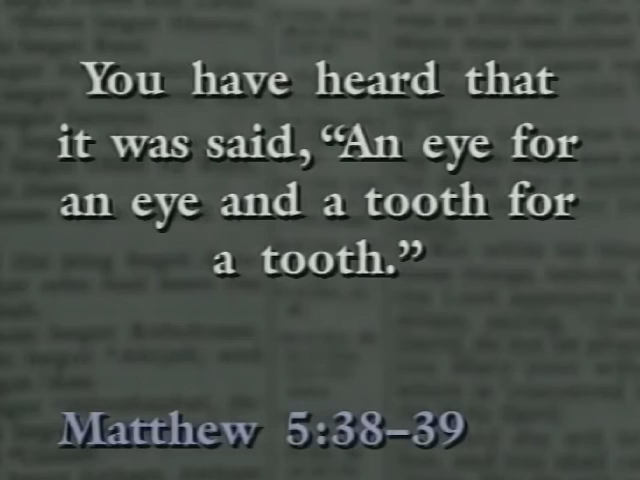 You have heard that
it was said, “An eye for
an eye and a tooth for
a tooth.”
Matthew 5:38–39